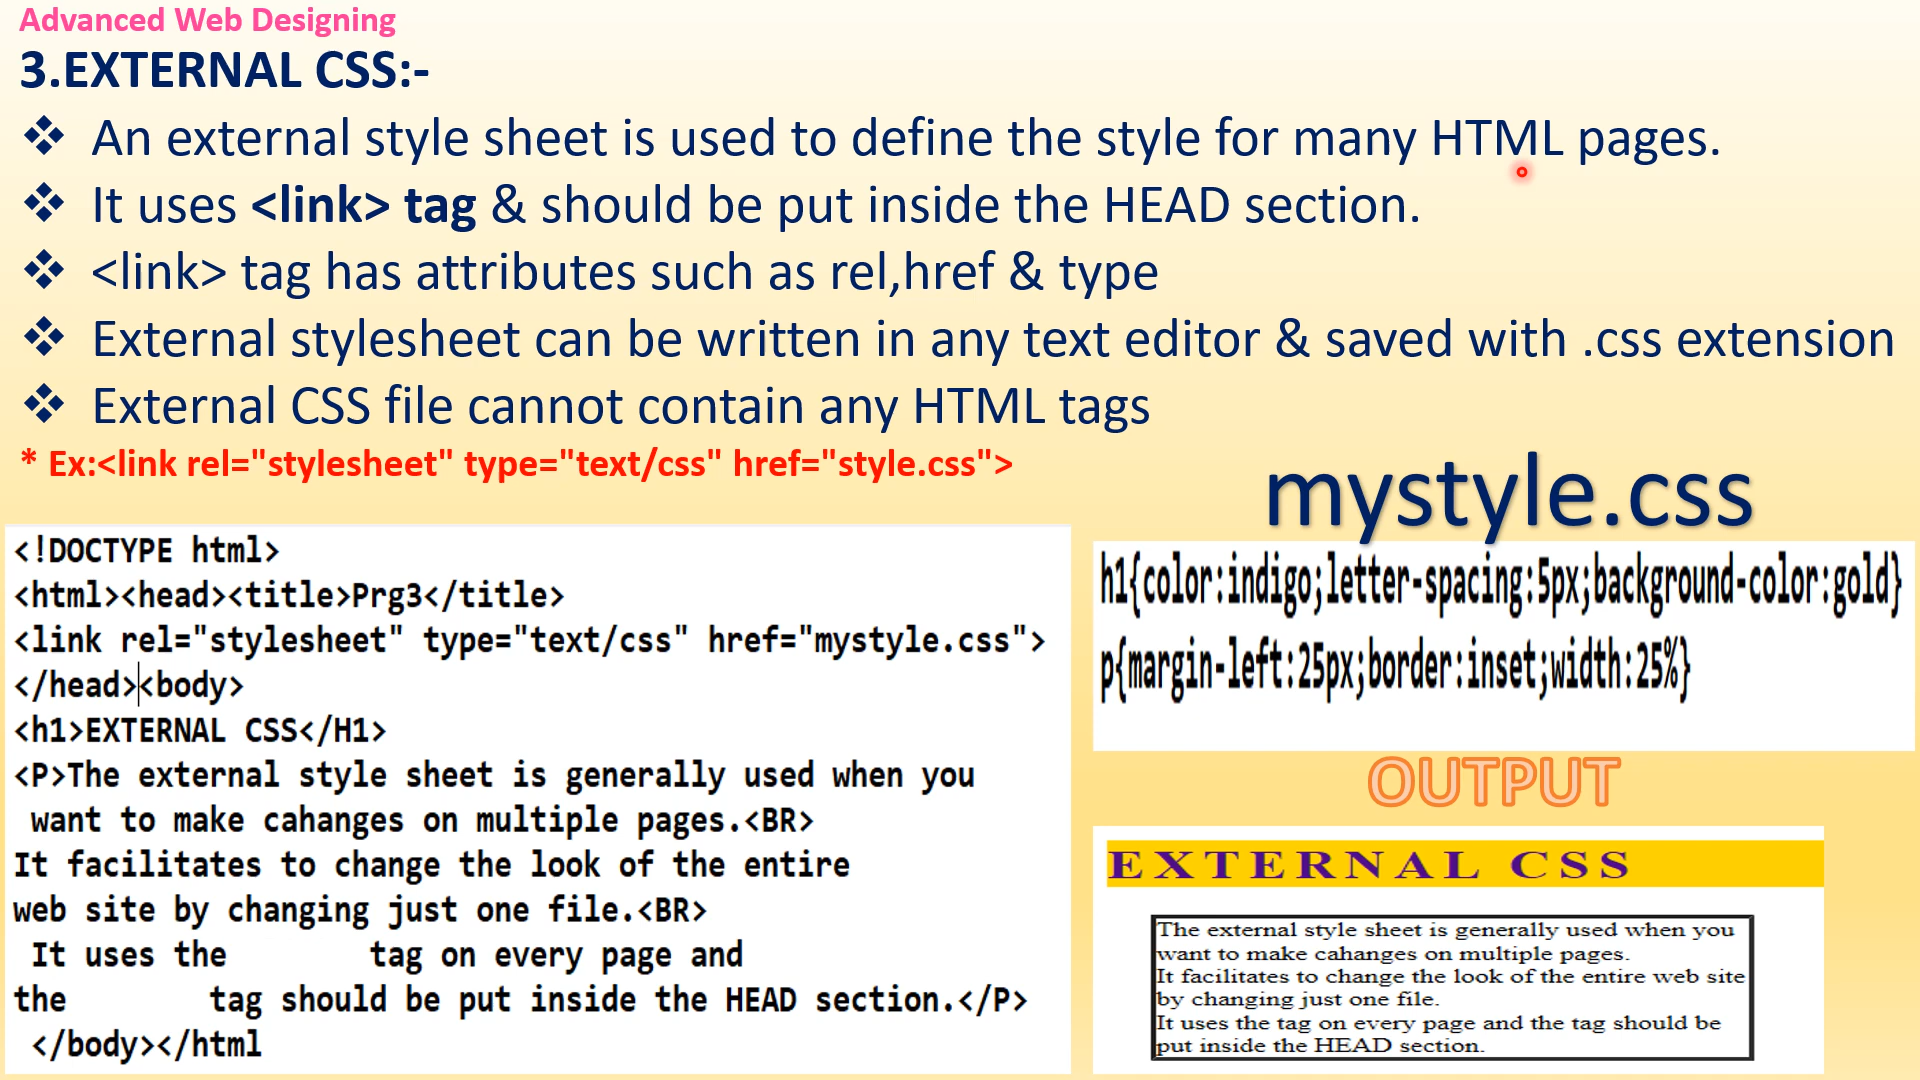 Advanced Web Designing
3.EXTERNAL CSS:-
❖ An external style sheet is used to define the style for many HTML pages.
❖ It uses <link> tag & should be put inside the HEAD section.
❖ <link> tag has attributes such as rel,href & type
❖ External stylesheet can be written in any text editor & saved with .css extension
❖ External CSS file cannot contain any HTML tags
* Ex:<link rel="stylesheet" type="text/css" href="style.css">
<!DOCTYPE html>
<html><head><title>Prg3</title>
<link rel="stylesheet" type="text/css" href="mystyle.css">
</head><body>
<h1>EXTERNAL CSS</H1>
<P>The external style sheet is generally used when you
want to make cahanges on multiple pages.<BR>
It facilitates to change the look of the entire
web site by changing just one file.<BR>
It uses the tag on every page and
the tag should be put inside the HEAD section.</P>
</body></html
mystyle.css
h1{color:indigo;letter-spacing:5px;background-color:gold}
p{margin-left:25px;border:inset;width:25%}
OUTPUT
EXTERNAL CSS
The external style sheet is generally used when you
want to make cahanges on multiple pages.
It facilitates to change the look of the entire web site
by changing just one file.
It uses the tag on every page and the tag should be
put inside the HEAD section.